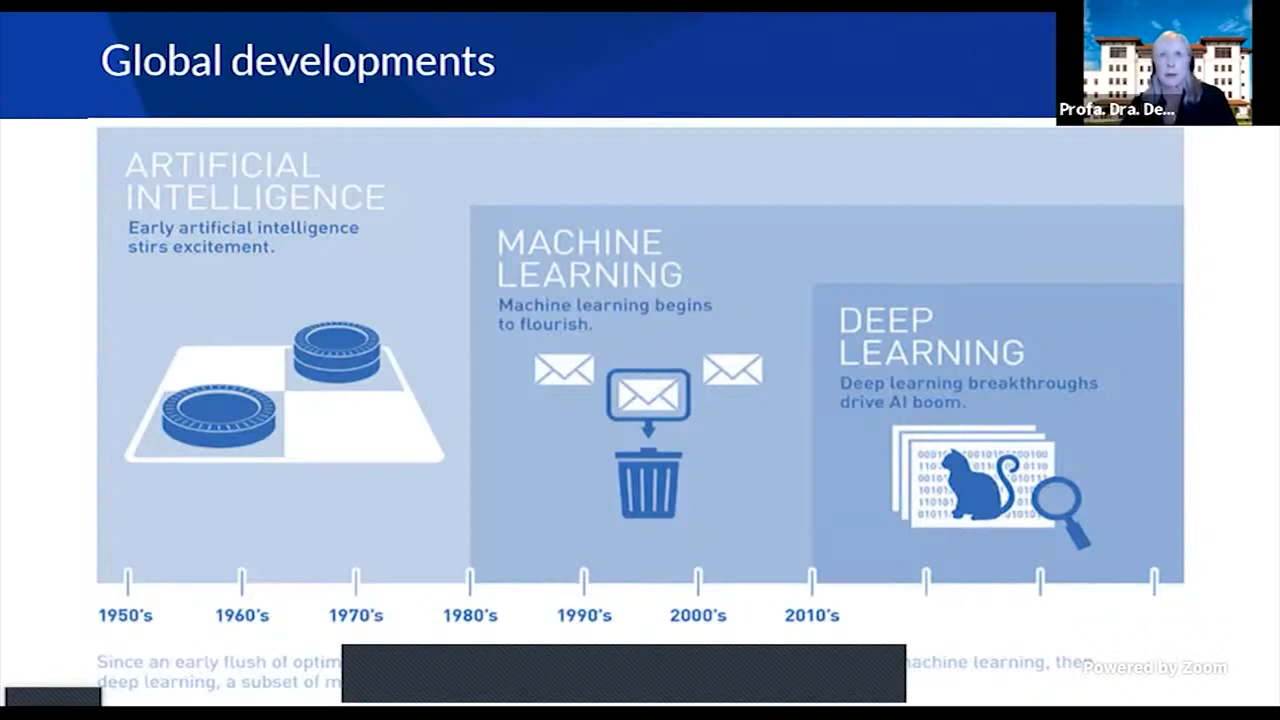 Global developments
Profa. Dra. De...
ARTIFICIAL
INTELLIGENCE
Early artificial intelligence
stirs excitement.
MACHINE
LEARNING
Machine learning begins
to flourish.
DEEP
LEARNING
Deep learning breakthroughs
drive AI boom.
1950's 1960's 1970's 1980's 1990's 2000's 2010's
Since an early flush of optim achine learning, then
deep learning, a subset of m
Powered by Zoom